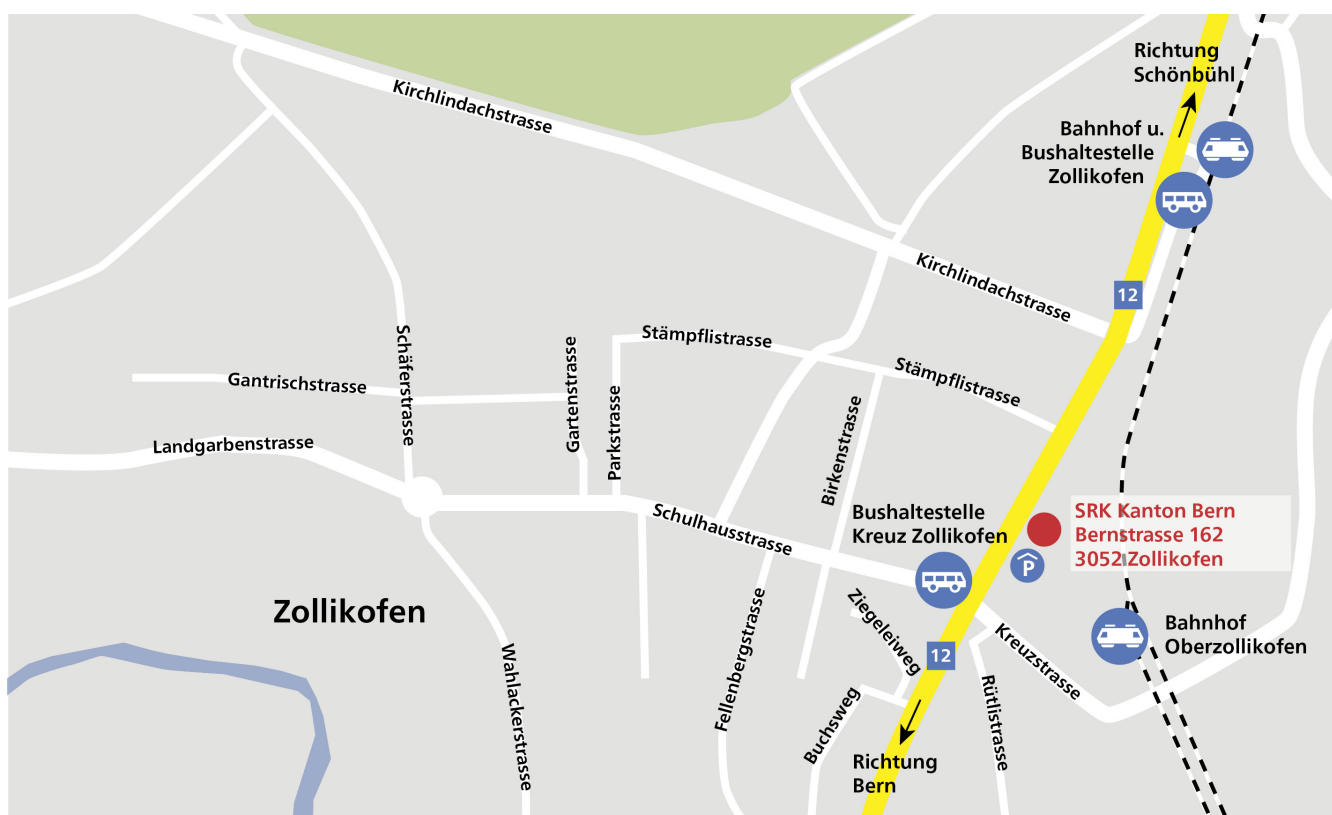 Richtung
Schönbühl
Kirchlindachstrasse
Bahnhof u.
Bushaltestelle
Zollikofen
Kirchlindachstrasse
12
Stämpflistrasse
Schäferstrasse
Gartenstrasse
Gantrischstrasse
Stämpflistrasse
Parkstrasse
Birkenstrasse
Landgarbenstrasse
Schulhausstrasse
Bushaltestelle
Kreuz Zollikofen
SRK Kanton Bern
Bernstrasse 162
3052 Zollikofen
P
Zollikofen
Ziegeleiweg
Fellenbergstrasse
12
Kreuzstrasse
Bahnhof
Oberzollikofen
Wahlackerstrasse
Buchsweg
Rütlistrasse
Richtung
Bern